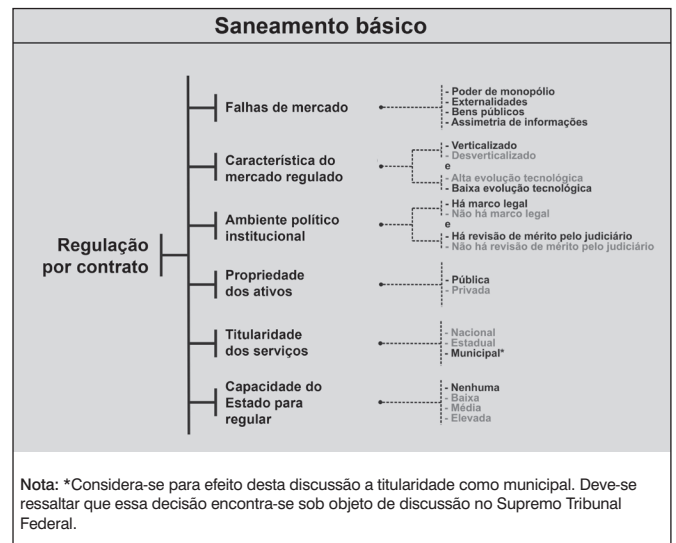 Saneamento básico
Regulação
por contrato
Falhas de mercado
- Poder de monopólio
- Externalidades
- Bens públicos
- Assimetria de informações
Característica do
mercado regulado
- Verticalizado
- Desverticalizado
e
- Alta evolução tecnológica
- Baixa evolução tecnológica
Ambiente político
institucional
- Há marco legal
- Não há marco legal
e
- Há revisão de mérito pelo judiciário
- Não há revisão de mérito pelo judiciário
Propriedade
dos ativos
- Pública
- Privada
Titularidade
dos serviços
- Nacional
- Estadual
- Municipal*
Capacidade do
Estado para
regular
- Nenhuma
- Baixa
- Média
- Elevada
Nota: *Considera-se para efeito desta discussão a titularidade como municipal. Deve-se
ressaltar que essa decisão encontra-se sob objeto de discussão no Supremo Tribunal
Federal.